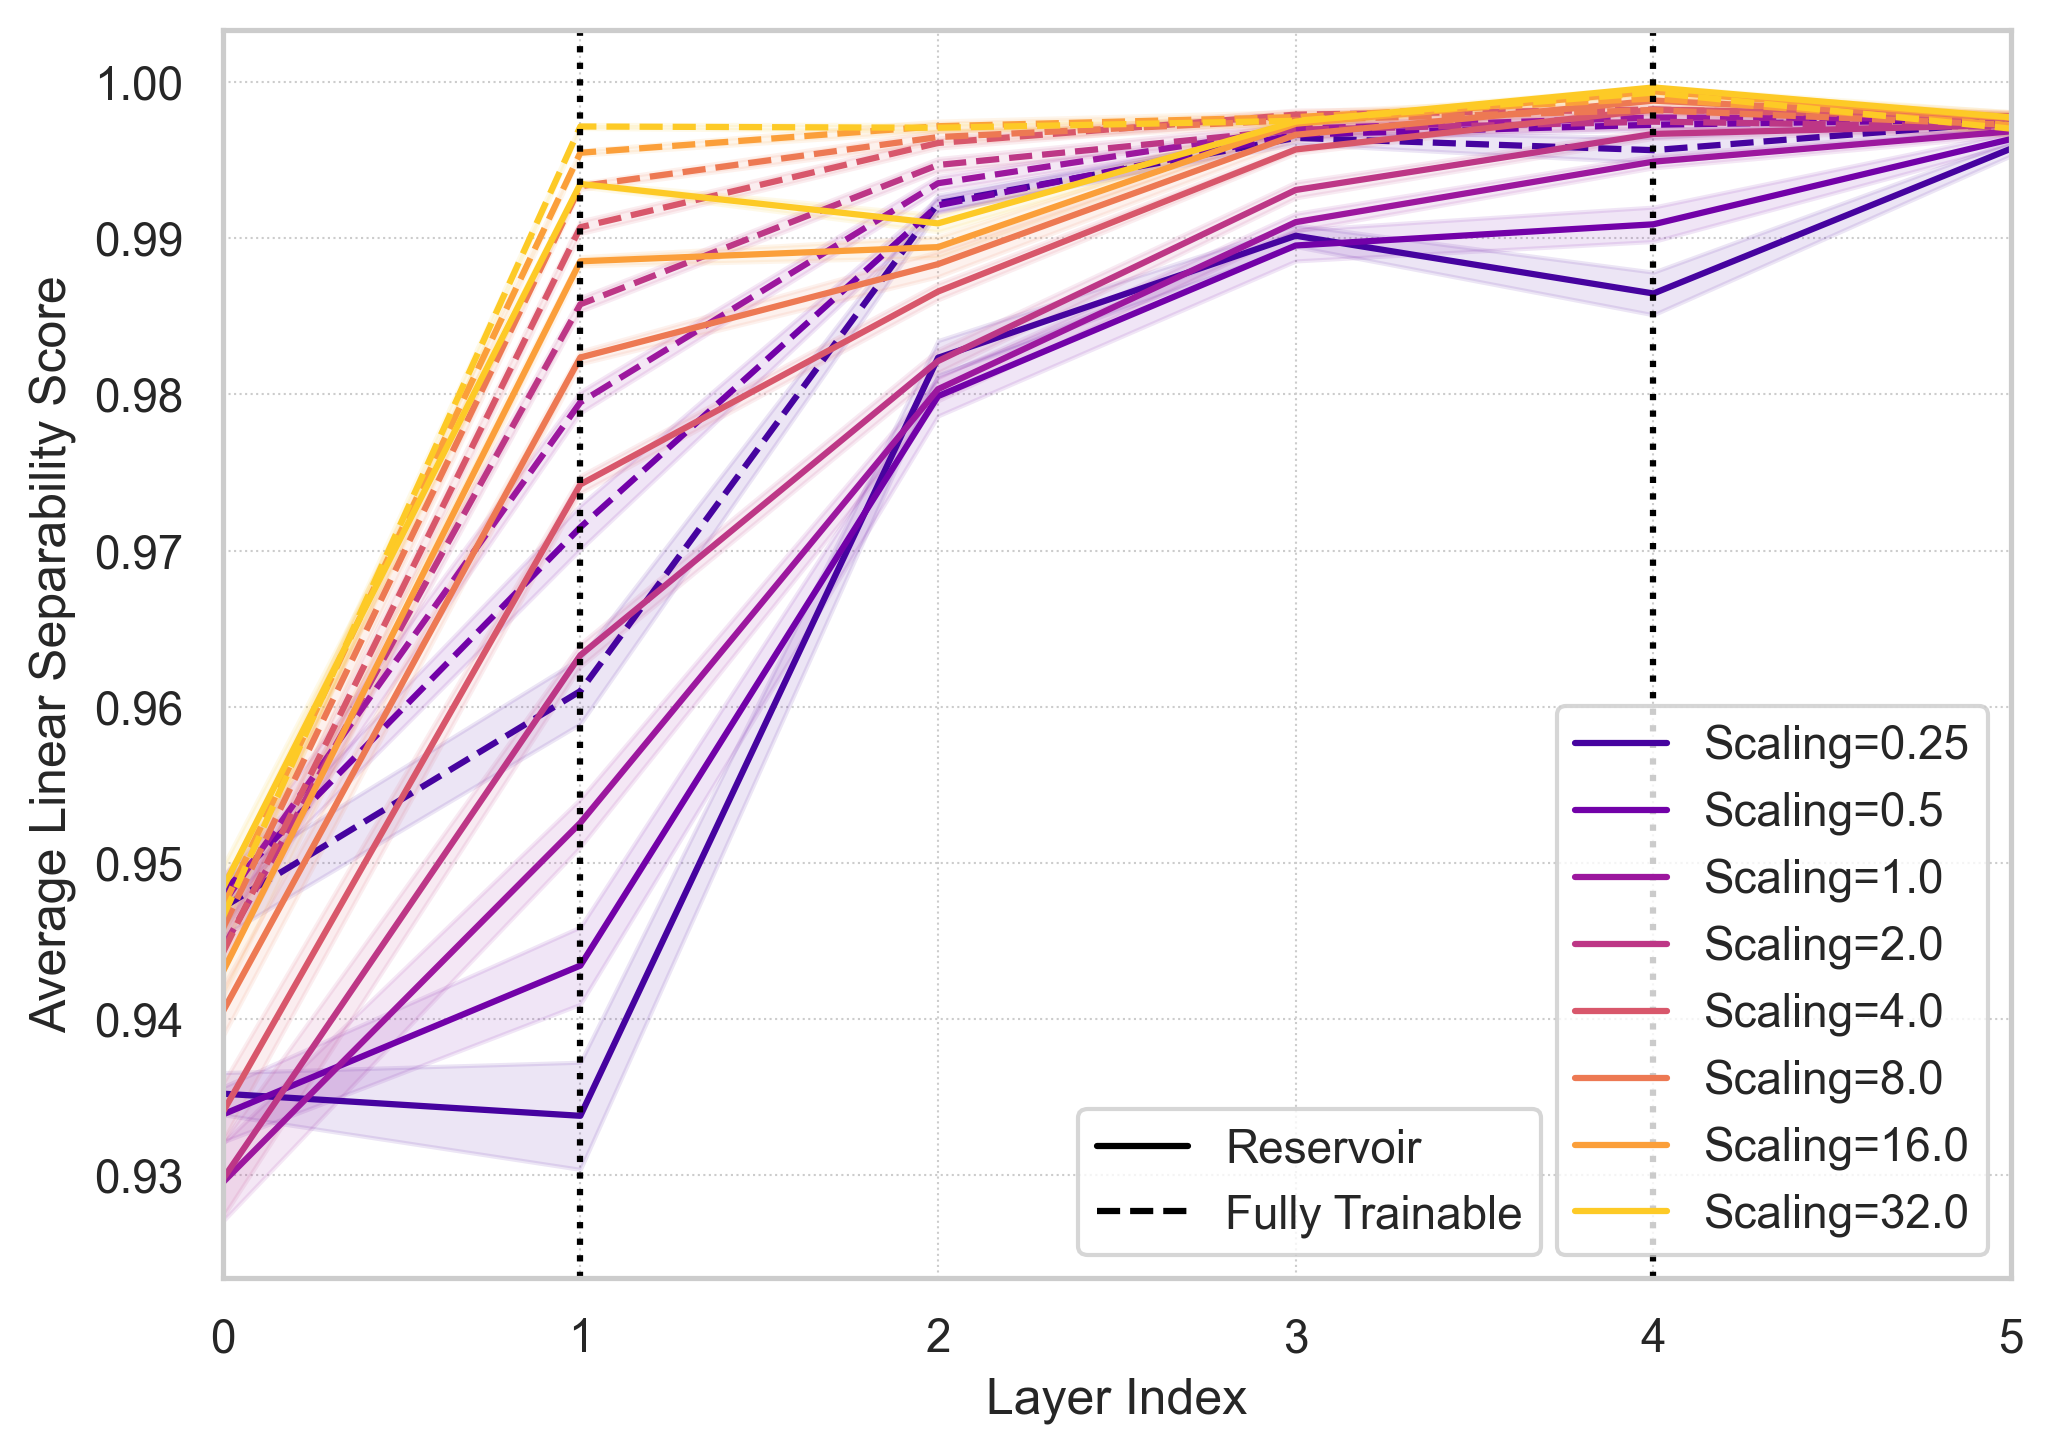 Average Linear Separability Score
1.00
0.99
0.98
0.97
0.96
0.95
0.94
0.93
Scaling=0.25
Scaling=0.5
Scaling=1.0
Scaling=2.0
Scaling=4.0
Scaling=8.0
Scaling=16.0
Scaling=32.0
Reservoir
Fully Trainable
0 1 2 3 4 5
Layer Index